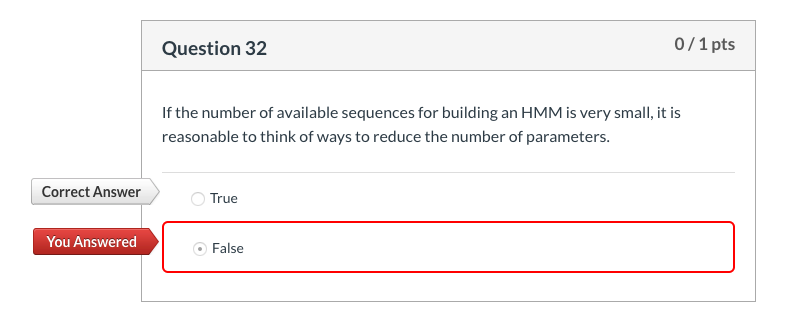 Question 32
0 / 1 pts
If the number of available sequences for building an HMM is very small, it is
reasonable to think of ways to reduce the number of parameters.
Correct Answer
True
You Answered
False